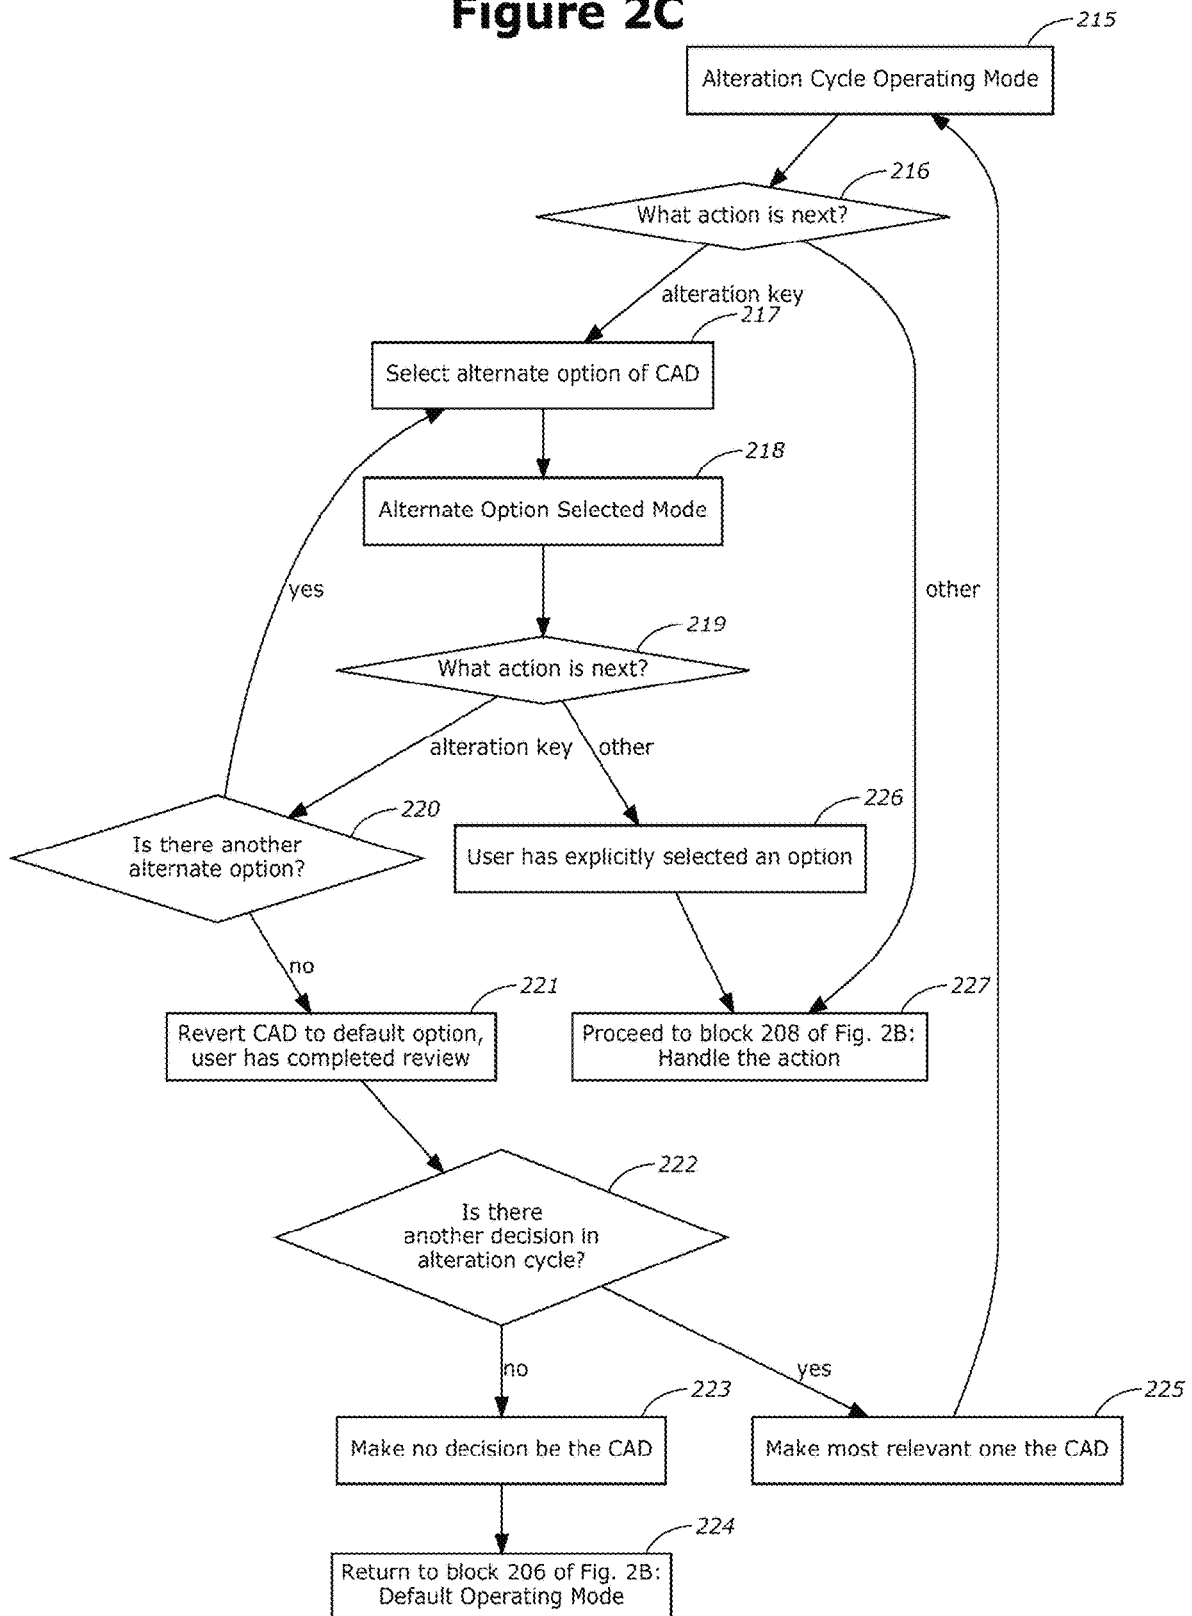 Figure 2C
215
Alteration Cycle Operating Mode
216
What action is next?
alteration key
217
Select alternate option of CAD
218
Alternate Option Selected Mode
yes
other
219
What action is next?
alteration key
other
220
226
Is there another
alternate option?
User has explicitly selected an option
no
221
227
Revert CAD to default option,
user has completed review
Proceed to block 208 of Fig. 2B:
Handle the action
222
Is there
another decision in
alteration cycle?
no
yes
223
225
Make no decision be the CAD
Make most relevant one the CAD
224
Return to block 206 of Fig. 2B:
Default Operating Mode